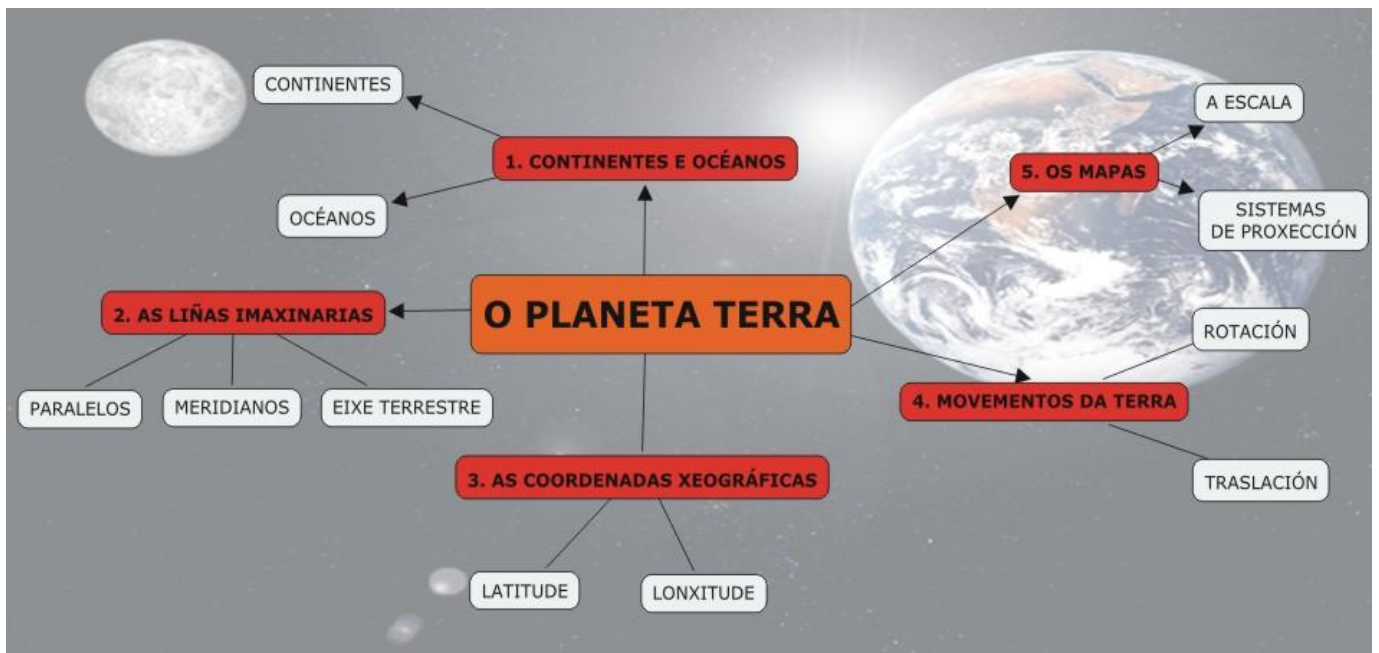 CONTINENTES
1. CONTINENTES E OCÉANOS
OCÉANOS
O PLANETA TERRA
2. AS LIÑAS IMAXINARIAS
PARALELOS
MERIDIANOS
EIXE TERRESTRE
3. AS COORDENADAS XEOGRÁFICAS
LATITUDE
LONXITUDE
4. MOVEMENTOS DA TERRA
ROTACIÓN
TRASLACIÓN
5. OS MAPAS
A ESCALA
SISTEMAS
DE PROXECCIÓN